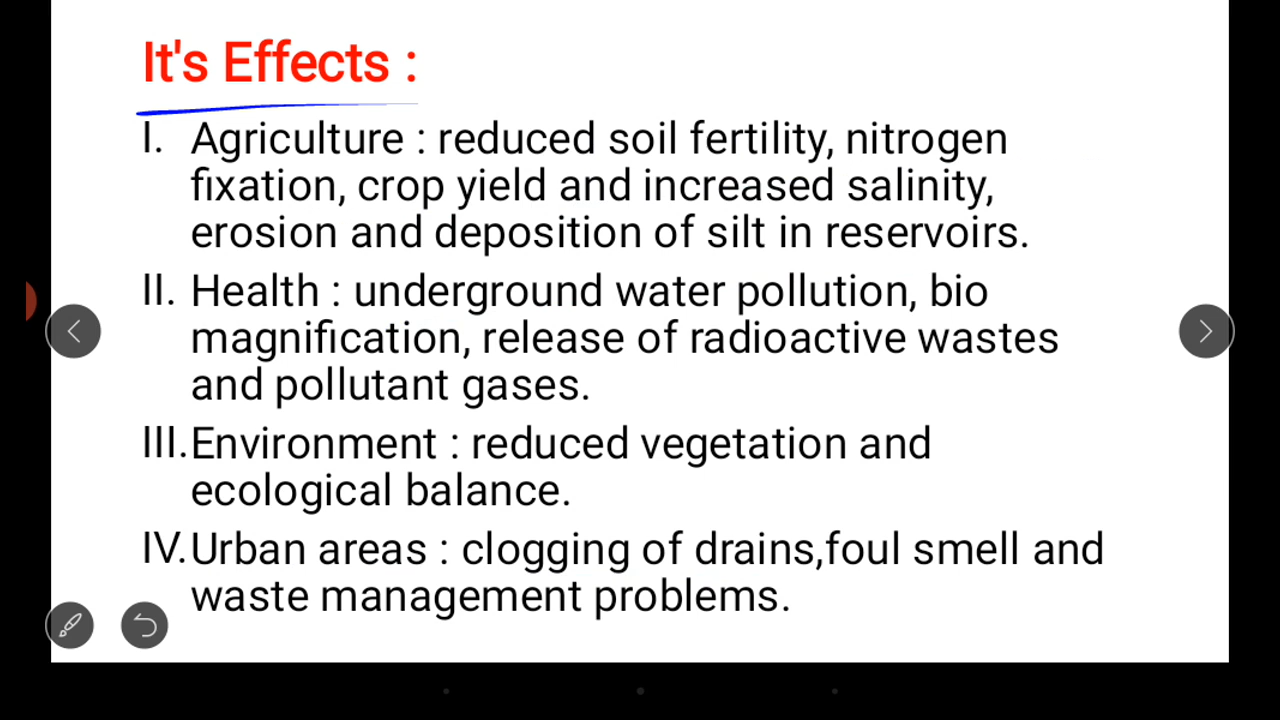 It's Effects :
I. Agriculture : reduced soil fertility, nitrogen
fixation, crop yield and increased salinity,
erosion and deposition of silt in reservoirs.
II. Health : underground water pollution, bio
magnification, release of radioactive wastes
and pollutant gases.
III. Environment : reduced vegetation and
ecological balance.
IV. Urban areas : clogging of drains,foul smell and
waste management problems.